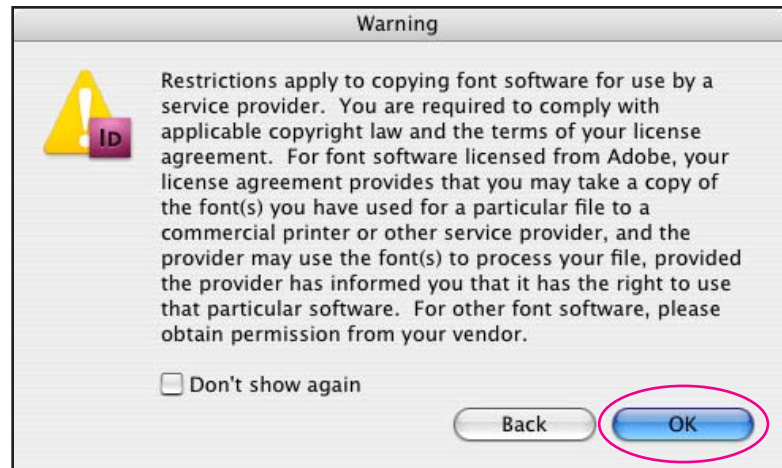 Warning
Restrictions apply to copying font software for use by a
service provider.  You are required to comply with
applicable copyright law and the terms of your license
agreement.  For font software licensed from Adobe, your
license agreement provides that you may take a copy of
the font(s) you have used for a particular file to a
commercial printer or other service provider, and the
provider may use the font(s) to process your file, provided
the provider has informed you that it has the right to use
that particular software.  For other font software, please
obtain permission from your vendor.
Don't show again
Back OK
ID